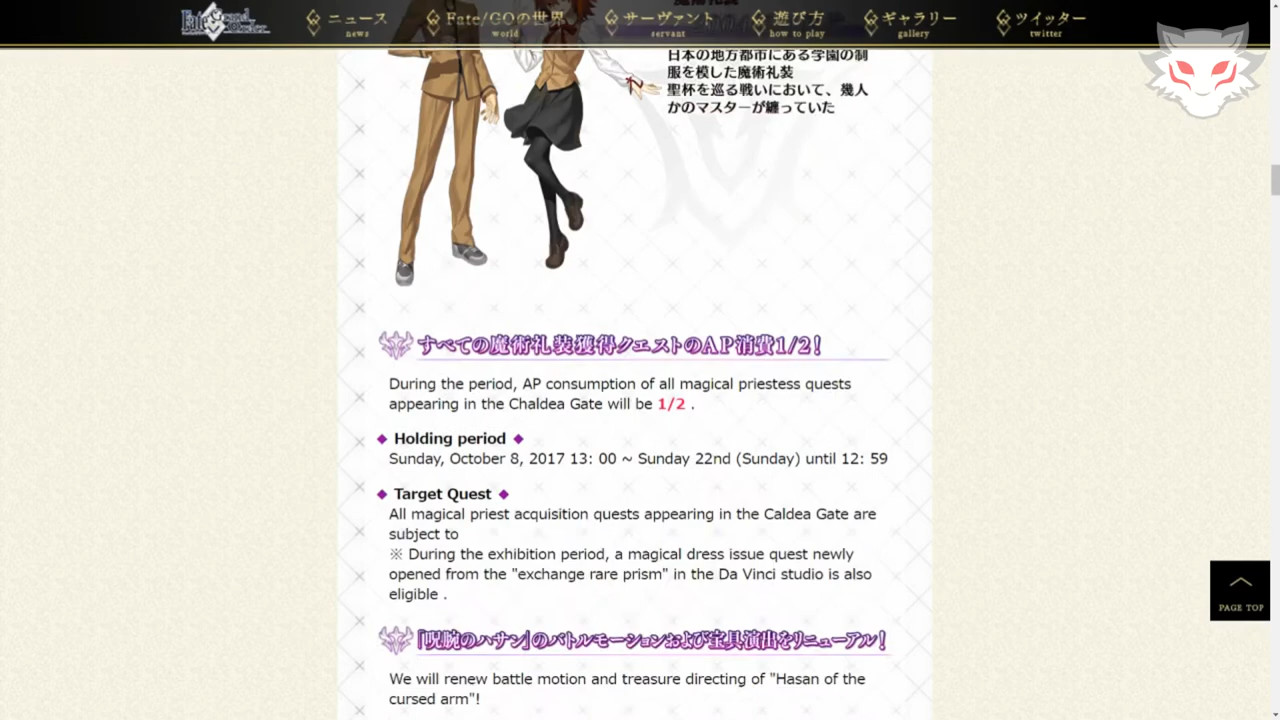 Fate Grand Order
ニュース
news
Fate/GOの世界
world
サーヴァント
servant
遊び方
how to play
ギャラリー
gallery
ツイッター
twitter
日本の地方都市にある学園の制
服を模した魔術礼装
聖杯を巡る戦いにおいて、幾人
かのマスターが纏っていた
すべての魔術礼装獲得クエストのAP消費1/2!
During the period, AP consumption of all magical priestess quests
appearing in the Chaldea Gate will be 1/2 .
◆ Holding period ◆
Sunday, October 8, 2017 13: 00 ~ Sunday 22nd (Sunday) until 12: 59
◆ Target Quest ◆
All magical priest acquisition quests appearing in the Caldea Gate are
subject to
※ During the exhibition period, a magical dress issue quest newly
opened from the "exchange rare prism" in the Da Vinci studio is also
eligible .
PAGE TOP
「呪腕のハサン」のバトルモーションおよび宝具演出をリニューアル!
We will renew battle motion and treasure directing of "Hasan of the
cursed arm"!